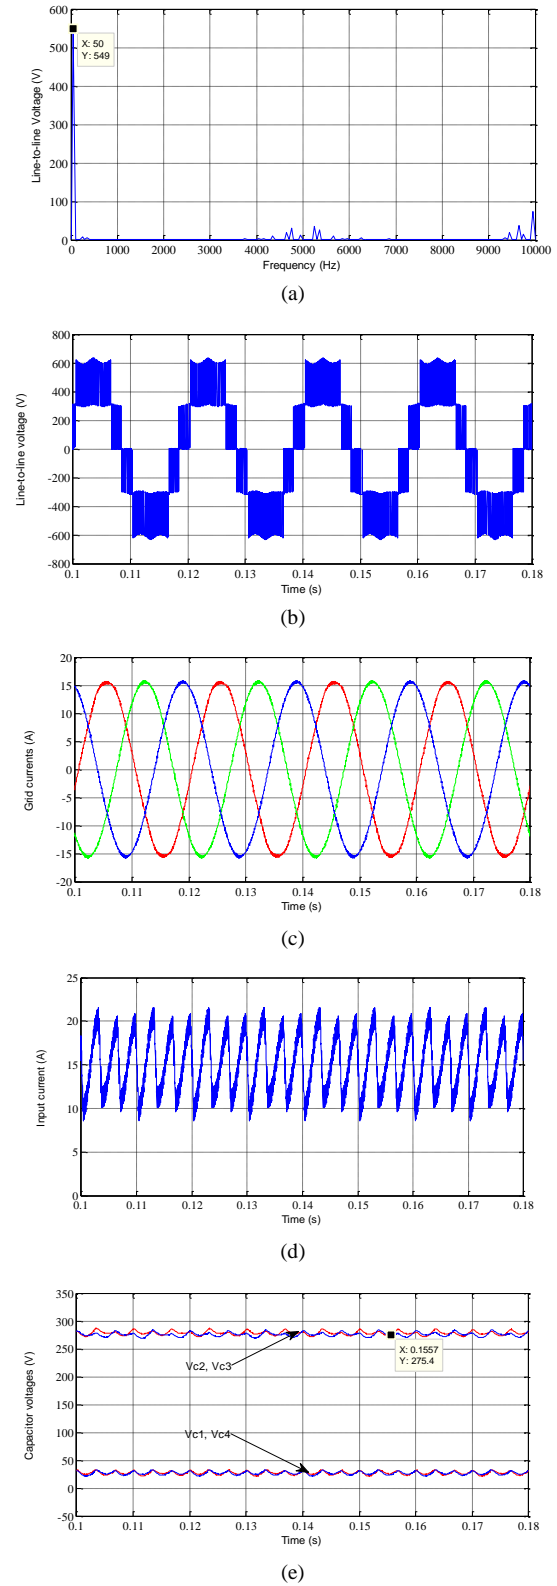 600
500
400
300
200
100
0
Line-to-line Voltage (V)
X: 50
Y: 549
0 1000 2000 3000 4000 5000 6000 7000 8000 9000 10000
Frequency (Hz)
(a)
800
600
400
200
0
-200
-400
-600
-800
Line-to-line voltage (V)
0.1 0.11 0.12 0.13 0.14 0.15 0.16 0.17 0.18
Time (s)
(b)
20
15
10
5
0
-5
-10
-15
-20
Grid currents (A)
0.1 0.11 0.12 0.13 0.14 0.15 0.16 0.17 0.18
Time (s)
(c)
25
20
15
10
5
0
Input current (A)
0.1 0.11 0.12 0.13 0.14 0.15 0.16 0.17 0.18
Time (s)
(d)
350
300
250
200
150
100
50
0
-50
Capacitor voltages (V)
X: 0.1557
Y: 275.4
Vc2, Vc3
Vc1, Vc4
0.1 0.11 0.12 0.13 0.14 0.15 0.16 0.17 0.18
Time (s)
(e)